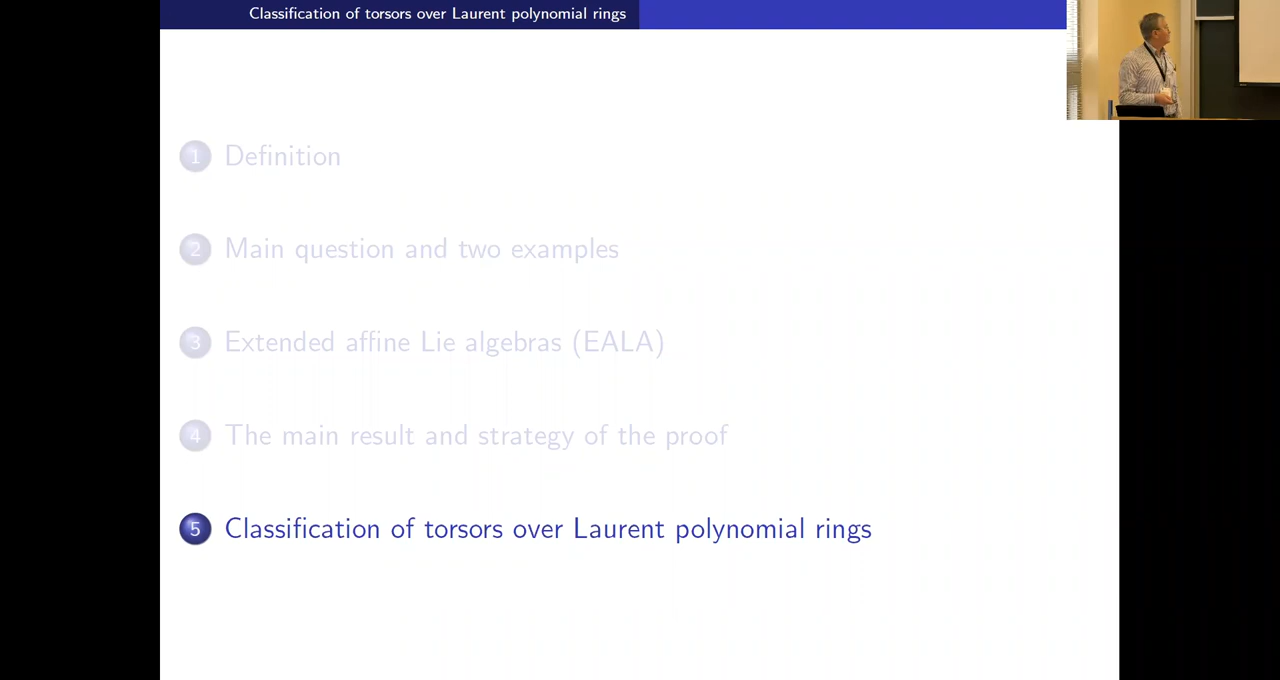 Classification of torsors over Laurent polynomial rings
1 Definition
2 Main question and two examples
3 Extended affine Lie algebras (EALA)
4 The main result and strategy of the proof
5 Classification of torsors over Laurent polynomial rings